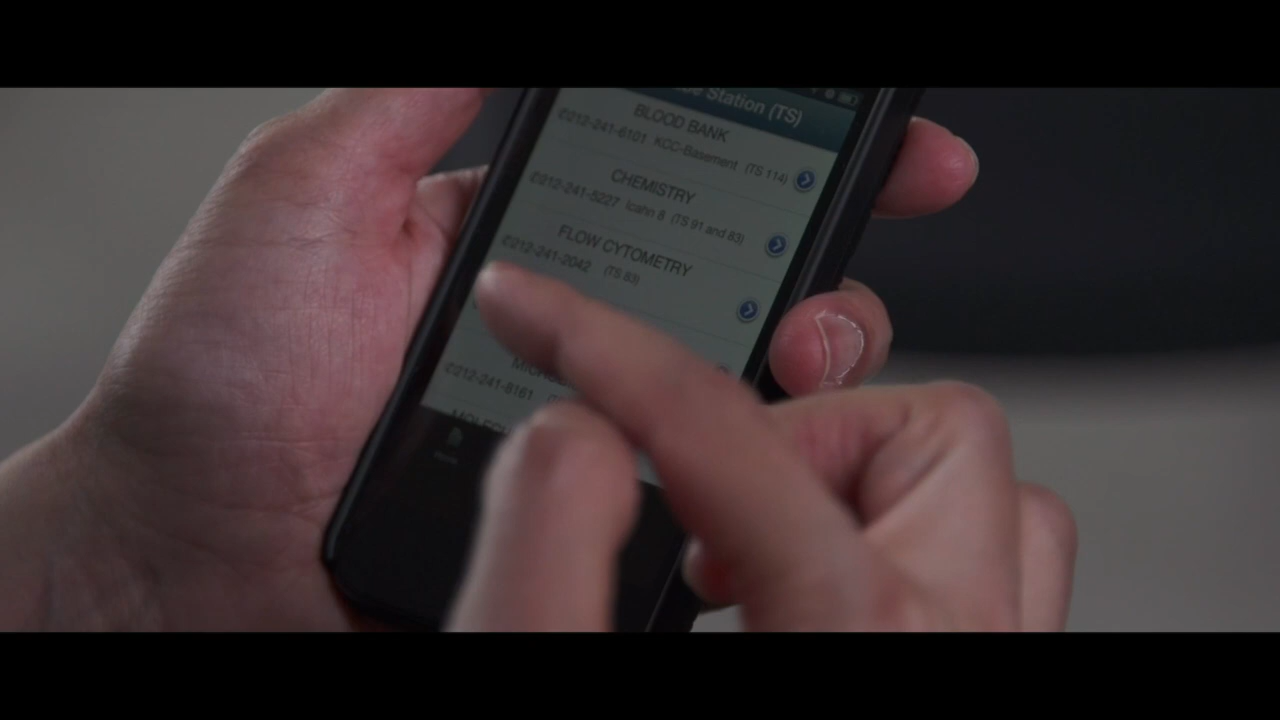 Station (TS)
BLOOD BANK
✆212-241-6101 KCC-Basement (TS 114)
CHEMISTRY
✆212-241-5227 Icahn 8 (TS 91 and 83)
FLOW CYTOMETRY
✆212-241-2042 (TS 83)
✆212-241-8161